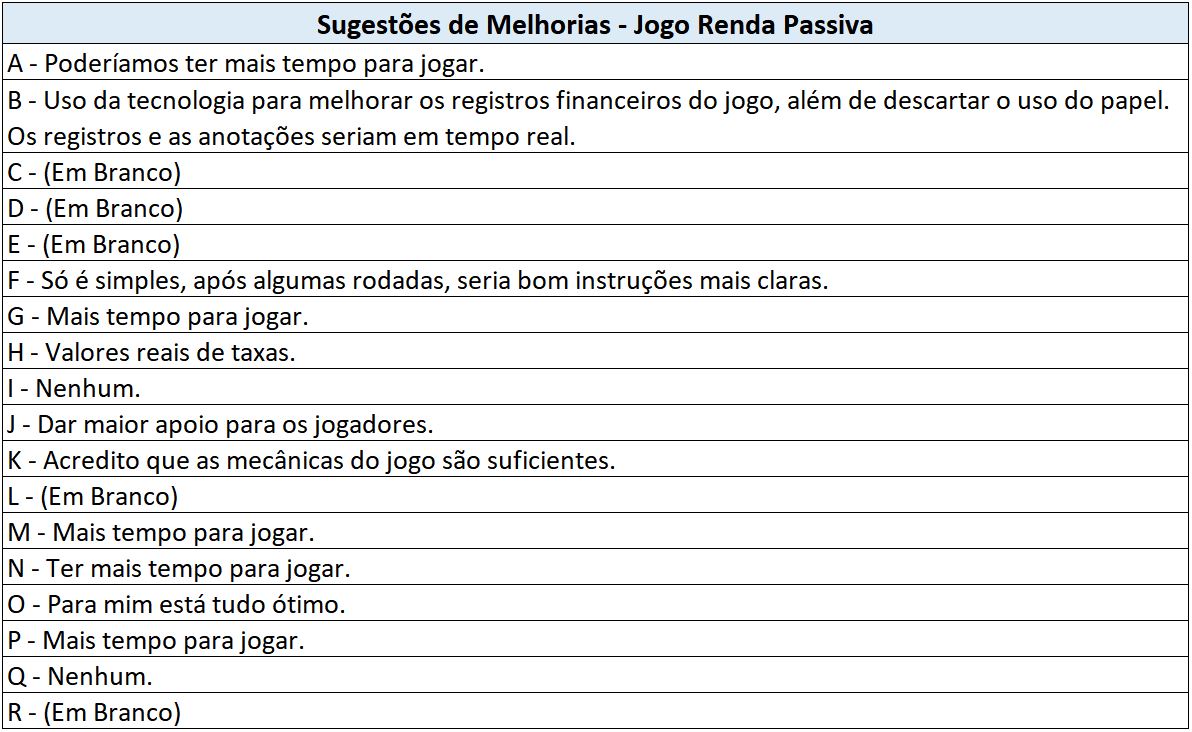 Sugestões de Melhorias - Jogo Renda Passiva
A - Poderíamos ter mais tempo para jogar.
B - Uso da tecnologia para melhorar os registros financeiros do jogo, além de descartar o uso do papel.
Os registros e as anotações seriam em tempo real.
C - (Em Branco)
D - (Em Branco)
E - (Em Branco)
F - Só é simples, após algumas rodadas, seria bom instruções mais claras.
G - Mais tempo para jogar.
H - Valores reais de taxas.
I - Nenhum.
J - Dar maior apoio para os jogadores.
K - Acredito que as mecânicas do jogo são suficientes.
L - (Em Branco)
M - Mais tempo para jogar.
N - Ter mais tempo para jogar.
O - Para mim está tudo ótimo.
P - Mais tempo para jogar.
Q - Nenhum.
R - (Em Branco)